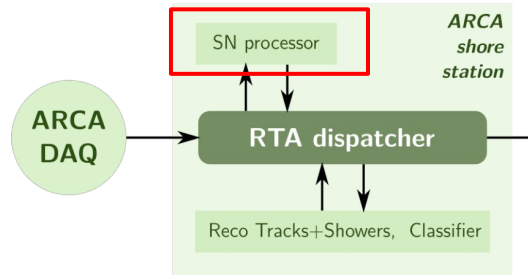 SN processor
ARCA
shore
station
ARCA
DAQ
RTA dispatcher
Reco Tracks+Showers, Classifier